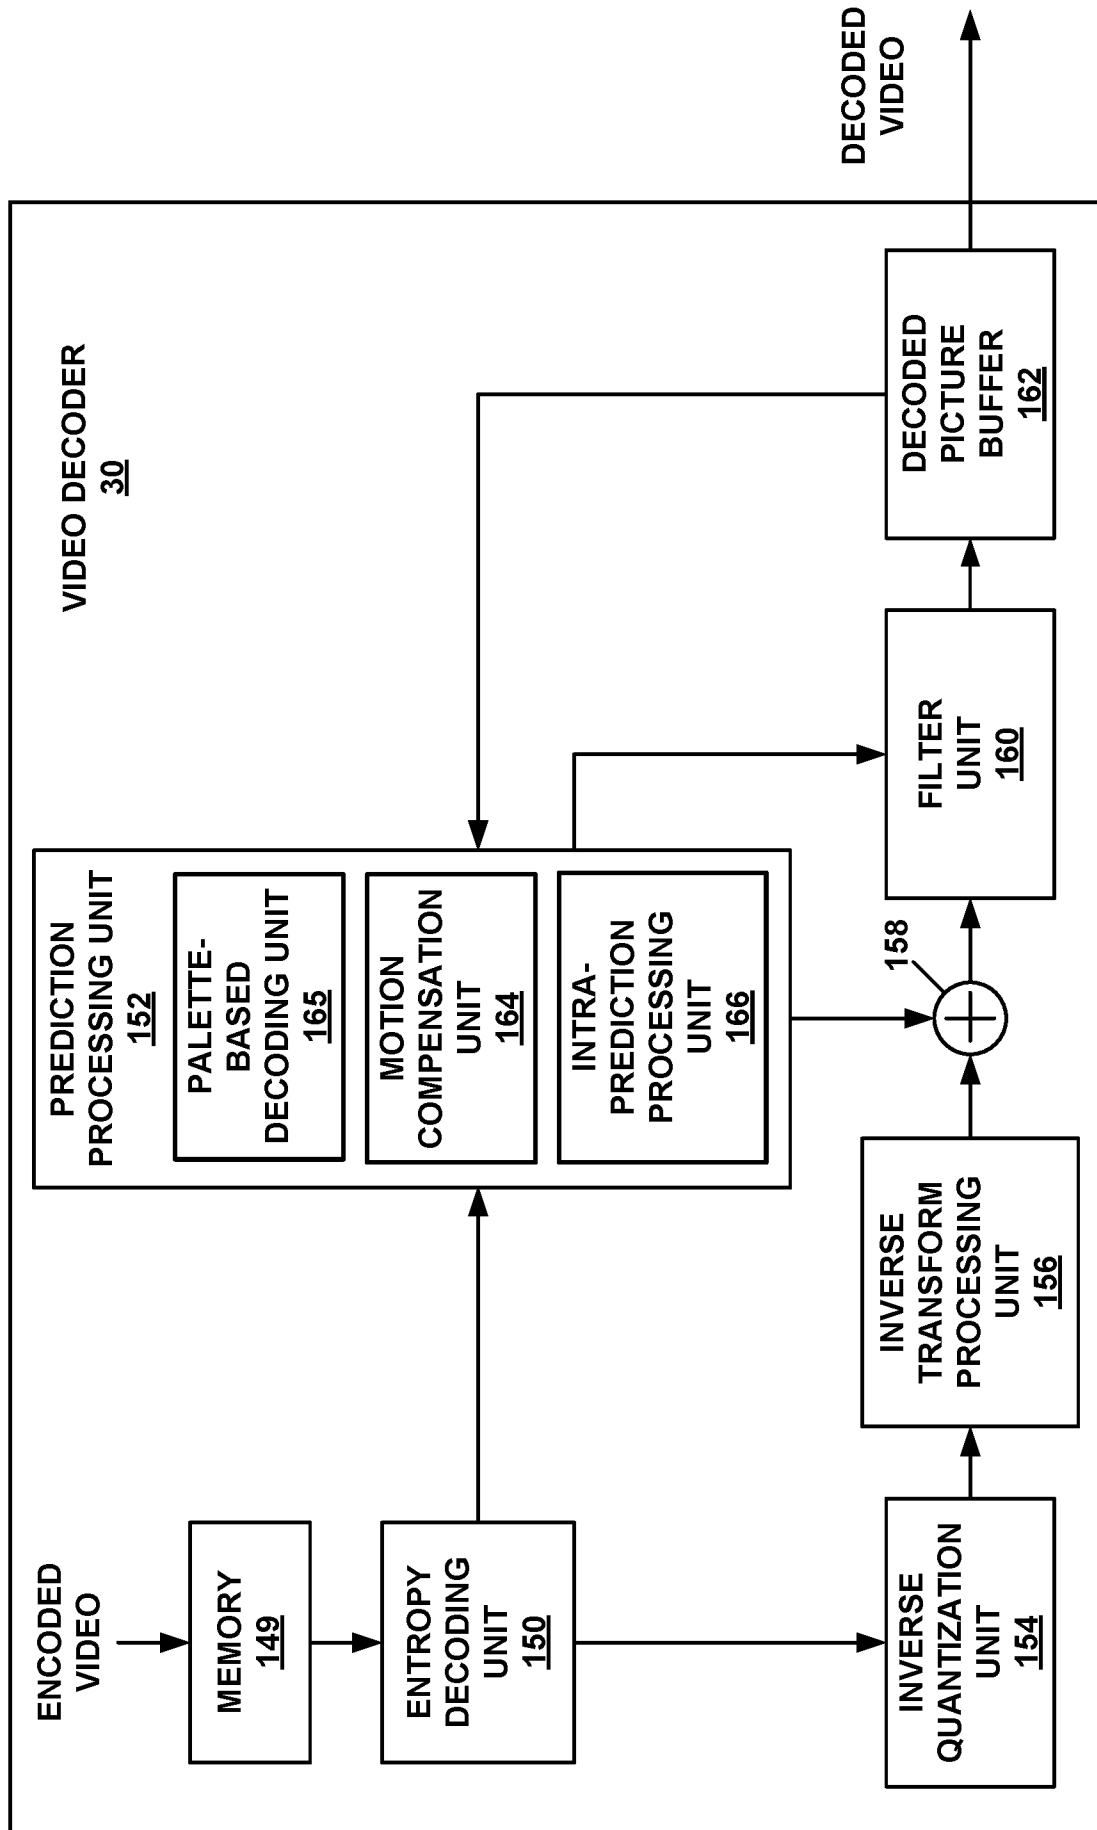 VIDEO DECODER
30
ENCODED
VIDEO
MEMORY
149
ENTROPY
DECODING
UNIT
150
PREDICTION
PROCESSING UNIT
152
PALETTE-
BASED
DECODING UNIT
165
MOTION
COMPENSATION
UNIT
164
INTRA-
PREDICTION
PROCESSING
UNIT
166
INVERSE
QUANTIZATION
UNIT
154
INVERSE
TRANSFORM
PROCESSING
UNIT
156
158
FILTER
UNIT
160
DECODED
PICTURE
BUFFER
162
DECODED
VIDEO